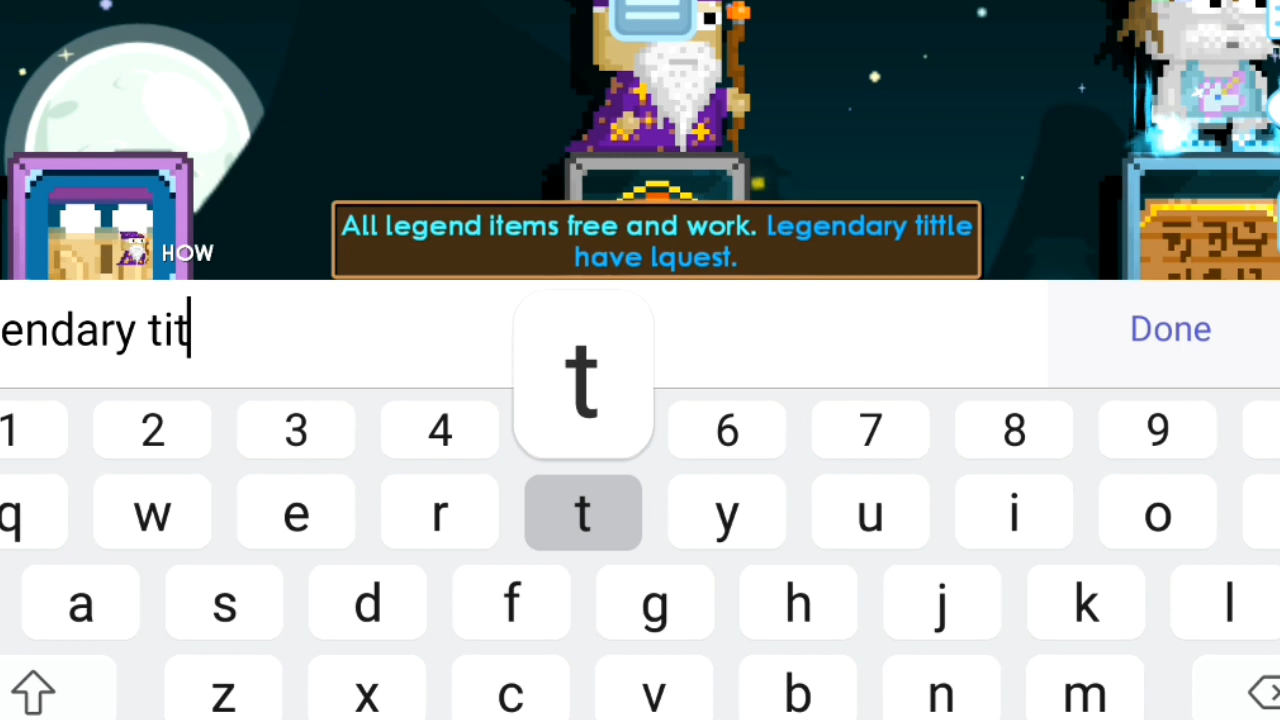 HOW
All legend items free and work. Legendary tittle
have lquest.
endary tit
Done
t
1 2 3 4 6 7 8 9
q w e r t y u i o
a s d f g h j k l
z x c v b n m